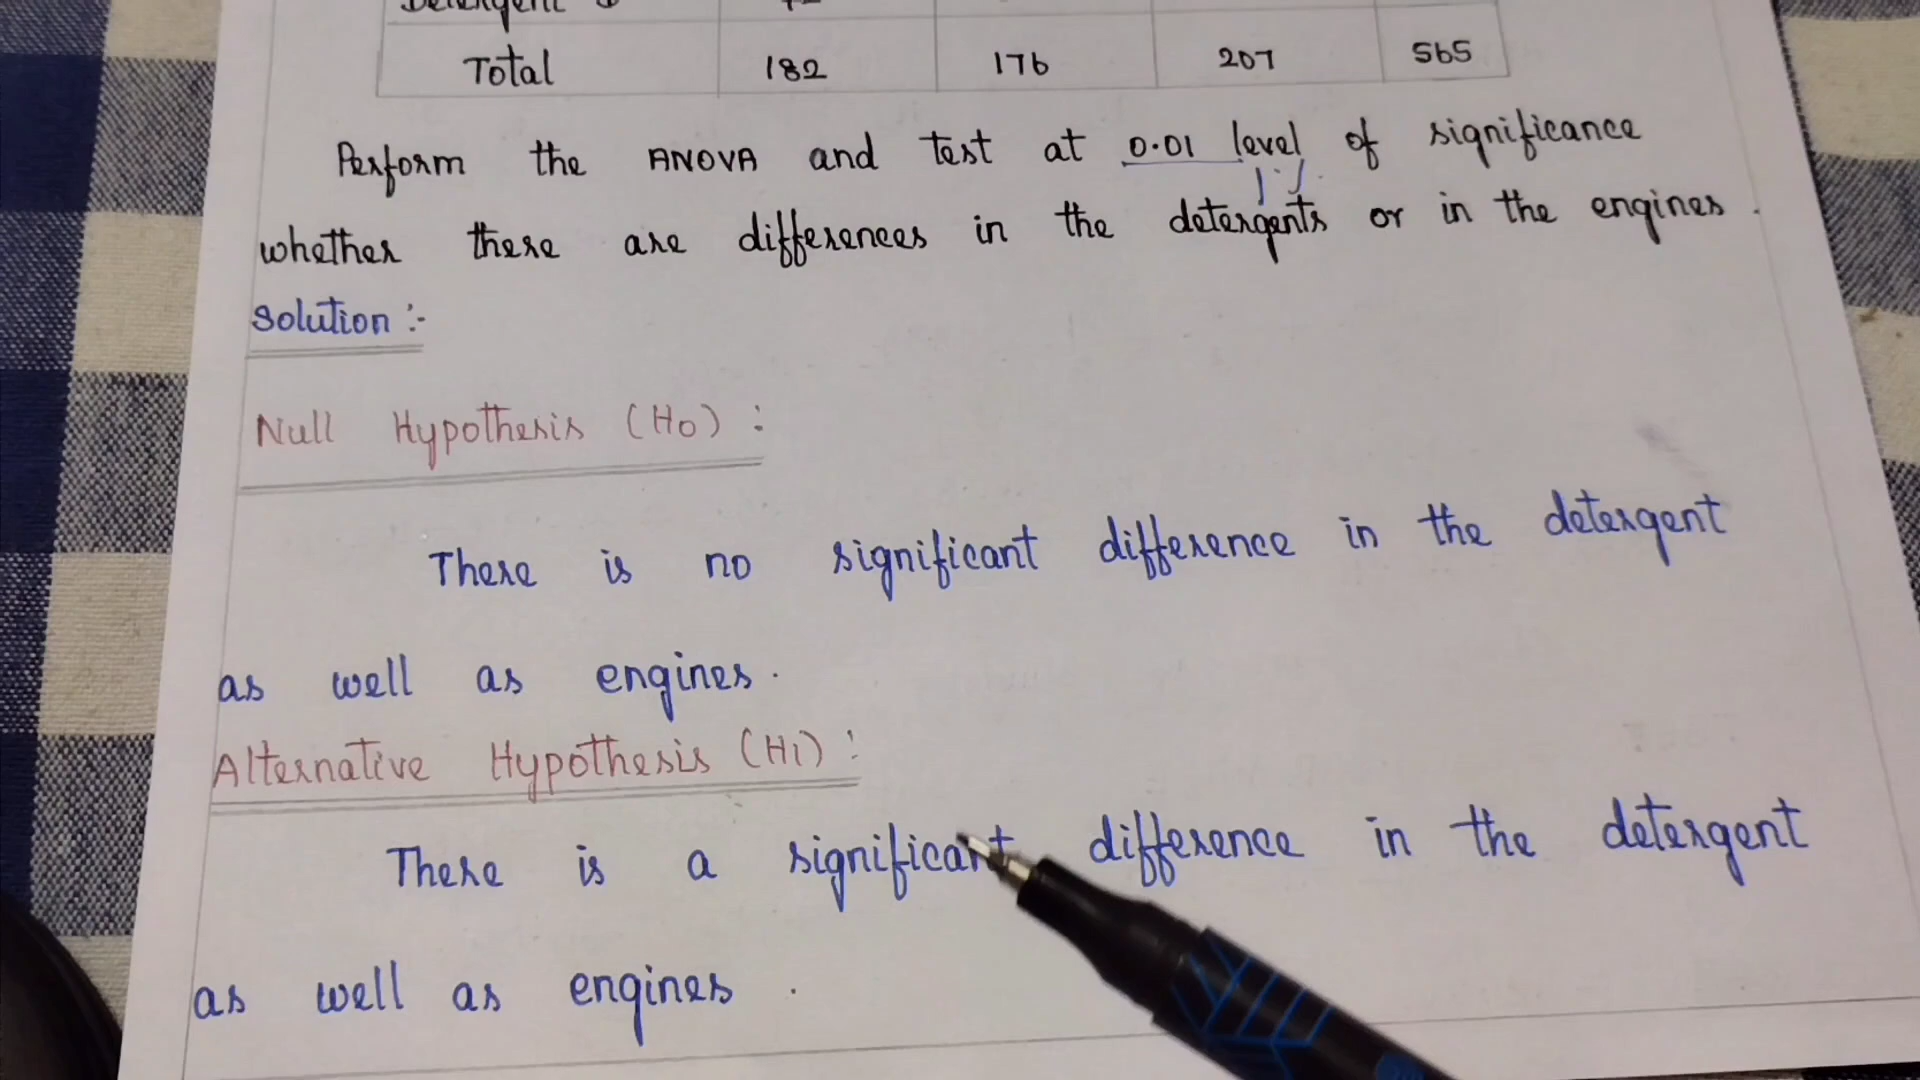 Detergent D
Total 182 176 207 565
Perform the ANOVA and test at 0.01 level of significance
1%
whether there are differences in the detergents or in the engines.
Solution :-
Null Hypothesis (H0) :
There is no significant difference in the detergent
as well as engines.
Alternative Hypothesis (H1) :
There is a significant difference in the detergent
as well as engines.